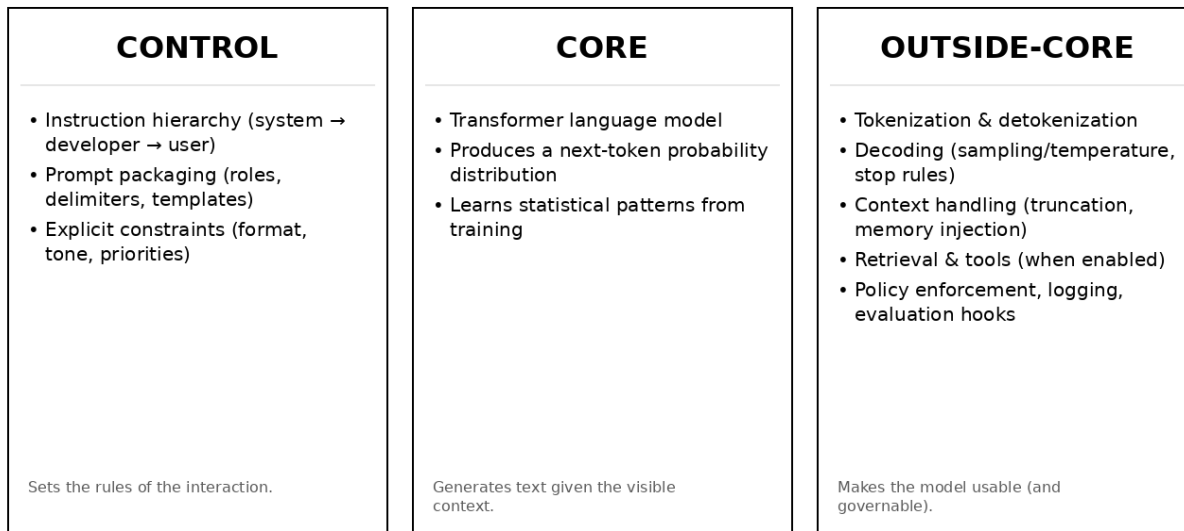 CONTROL
• Instruction hierarchy (system →
developer → user)
• Prompt packaging (roles,
delimiters, templates)
• Explicit constraints (format,
tone, priorities)
Sets the rules of the interaction.
CORE
• Transformer language model
• Produces a next-token probability
distribution
• Learns statistical patterns from
training
Generates text given the visible
context.
OUTSIDE-CORE
• Tokenization & detokenization
• Decoding (sampling/temperature,
stop rules)
• Context handling (truncation,
memory injection)
• Retrieval & tools (when enabled)
• Policy enforcement, logging,
evaluation hooks
Makes the model usable (and
governable).